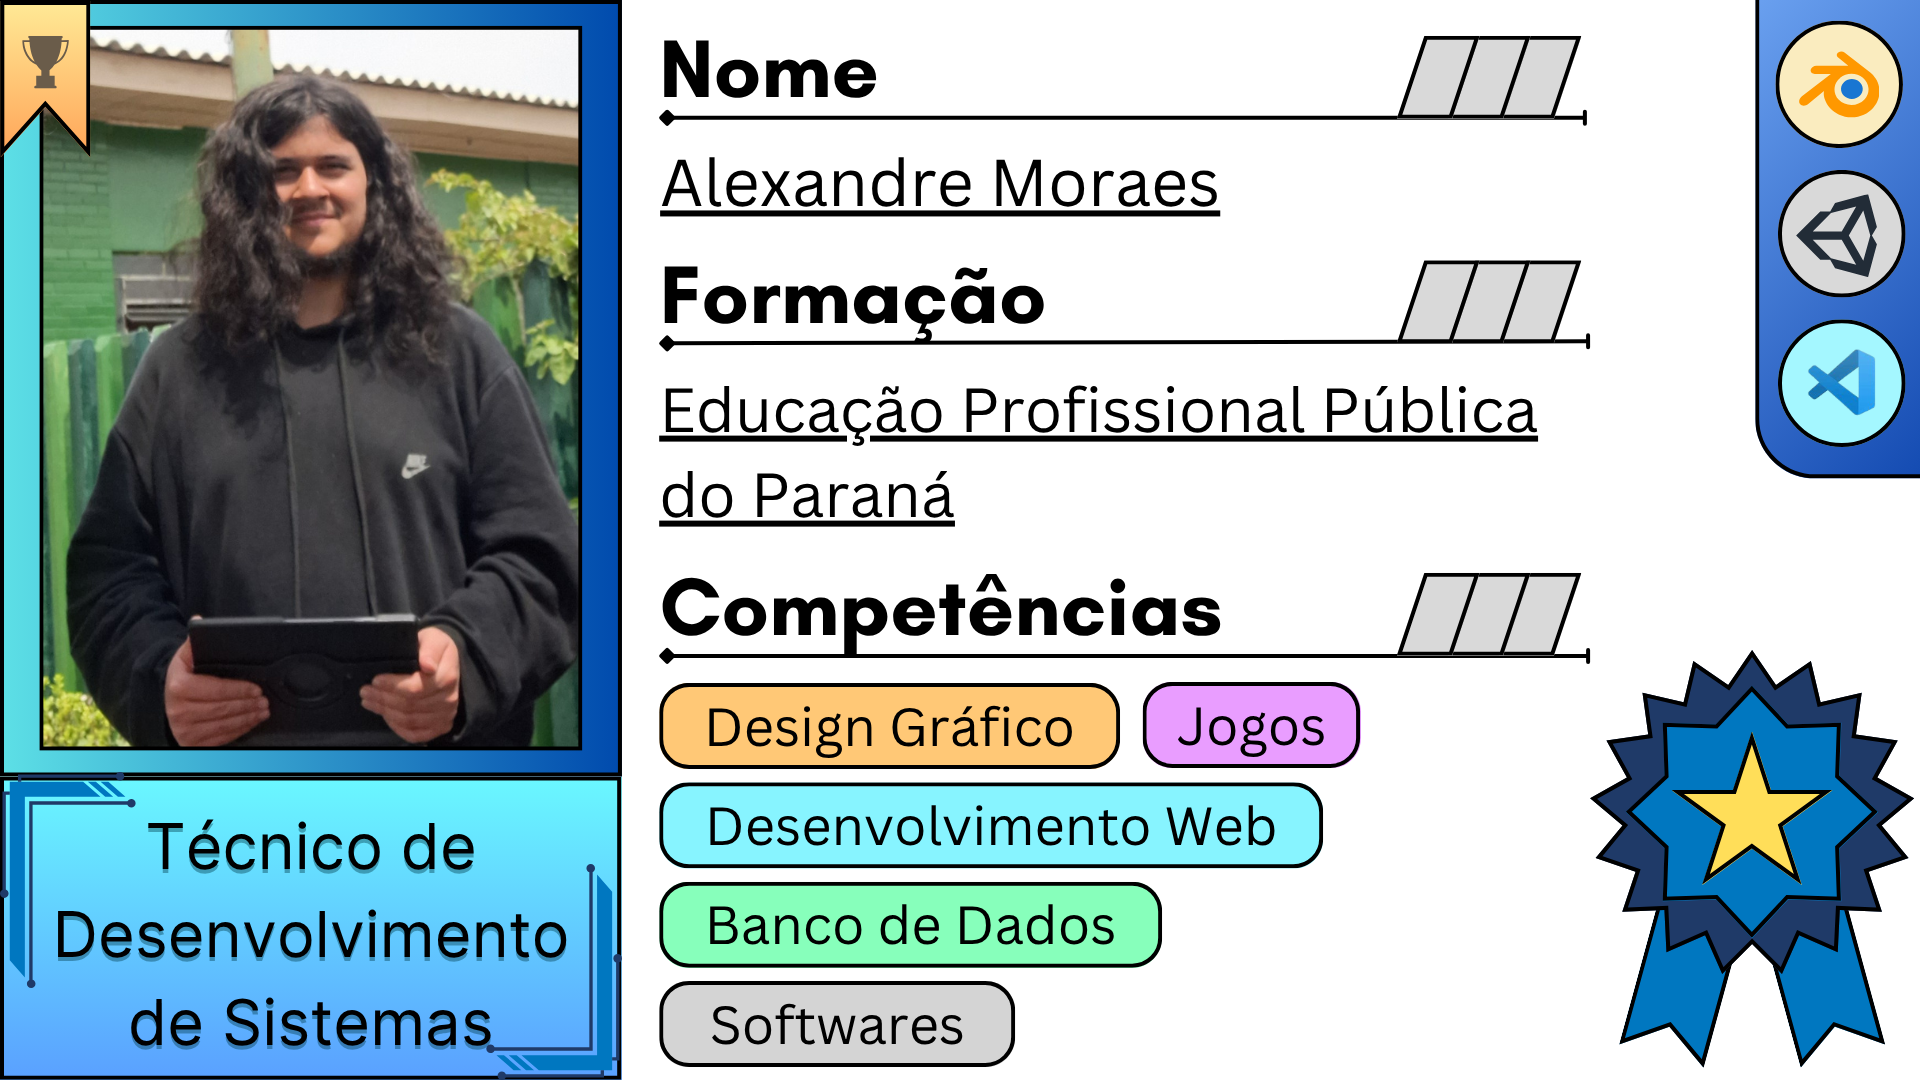 Nome
Alexandre Moraes
Formação
Educação Profissional Pública
do Paraná
Competências
Design Gráfico
Jogos
Desenvolvimento Web
Banco de Dados
Softwares
Técnico de
Desenvolvimento
de Sistemas